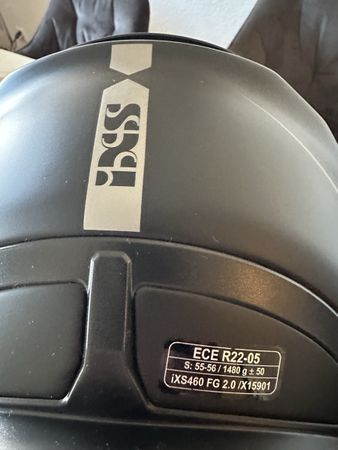 iXS
ECE R22-05
S: 55-56 / 1480 g ± 50
iXS460 FG 2.0 /X15901